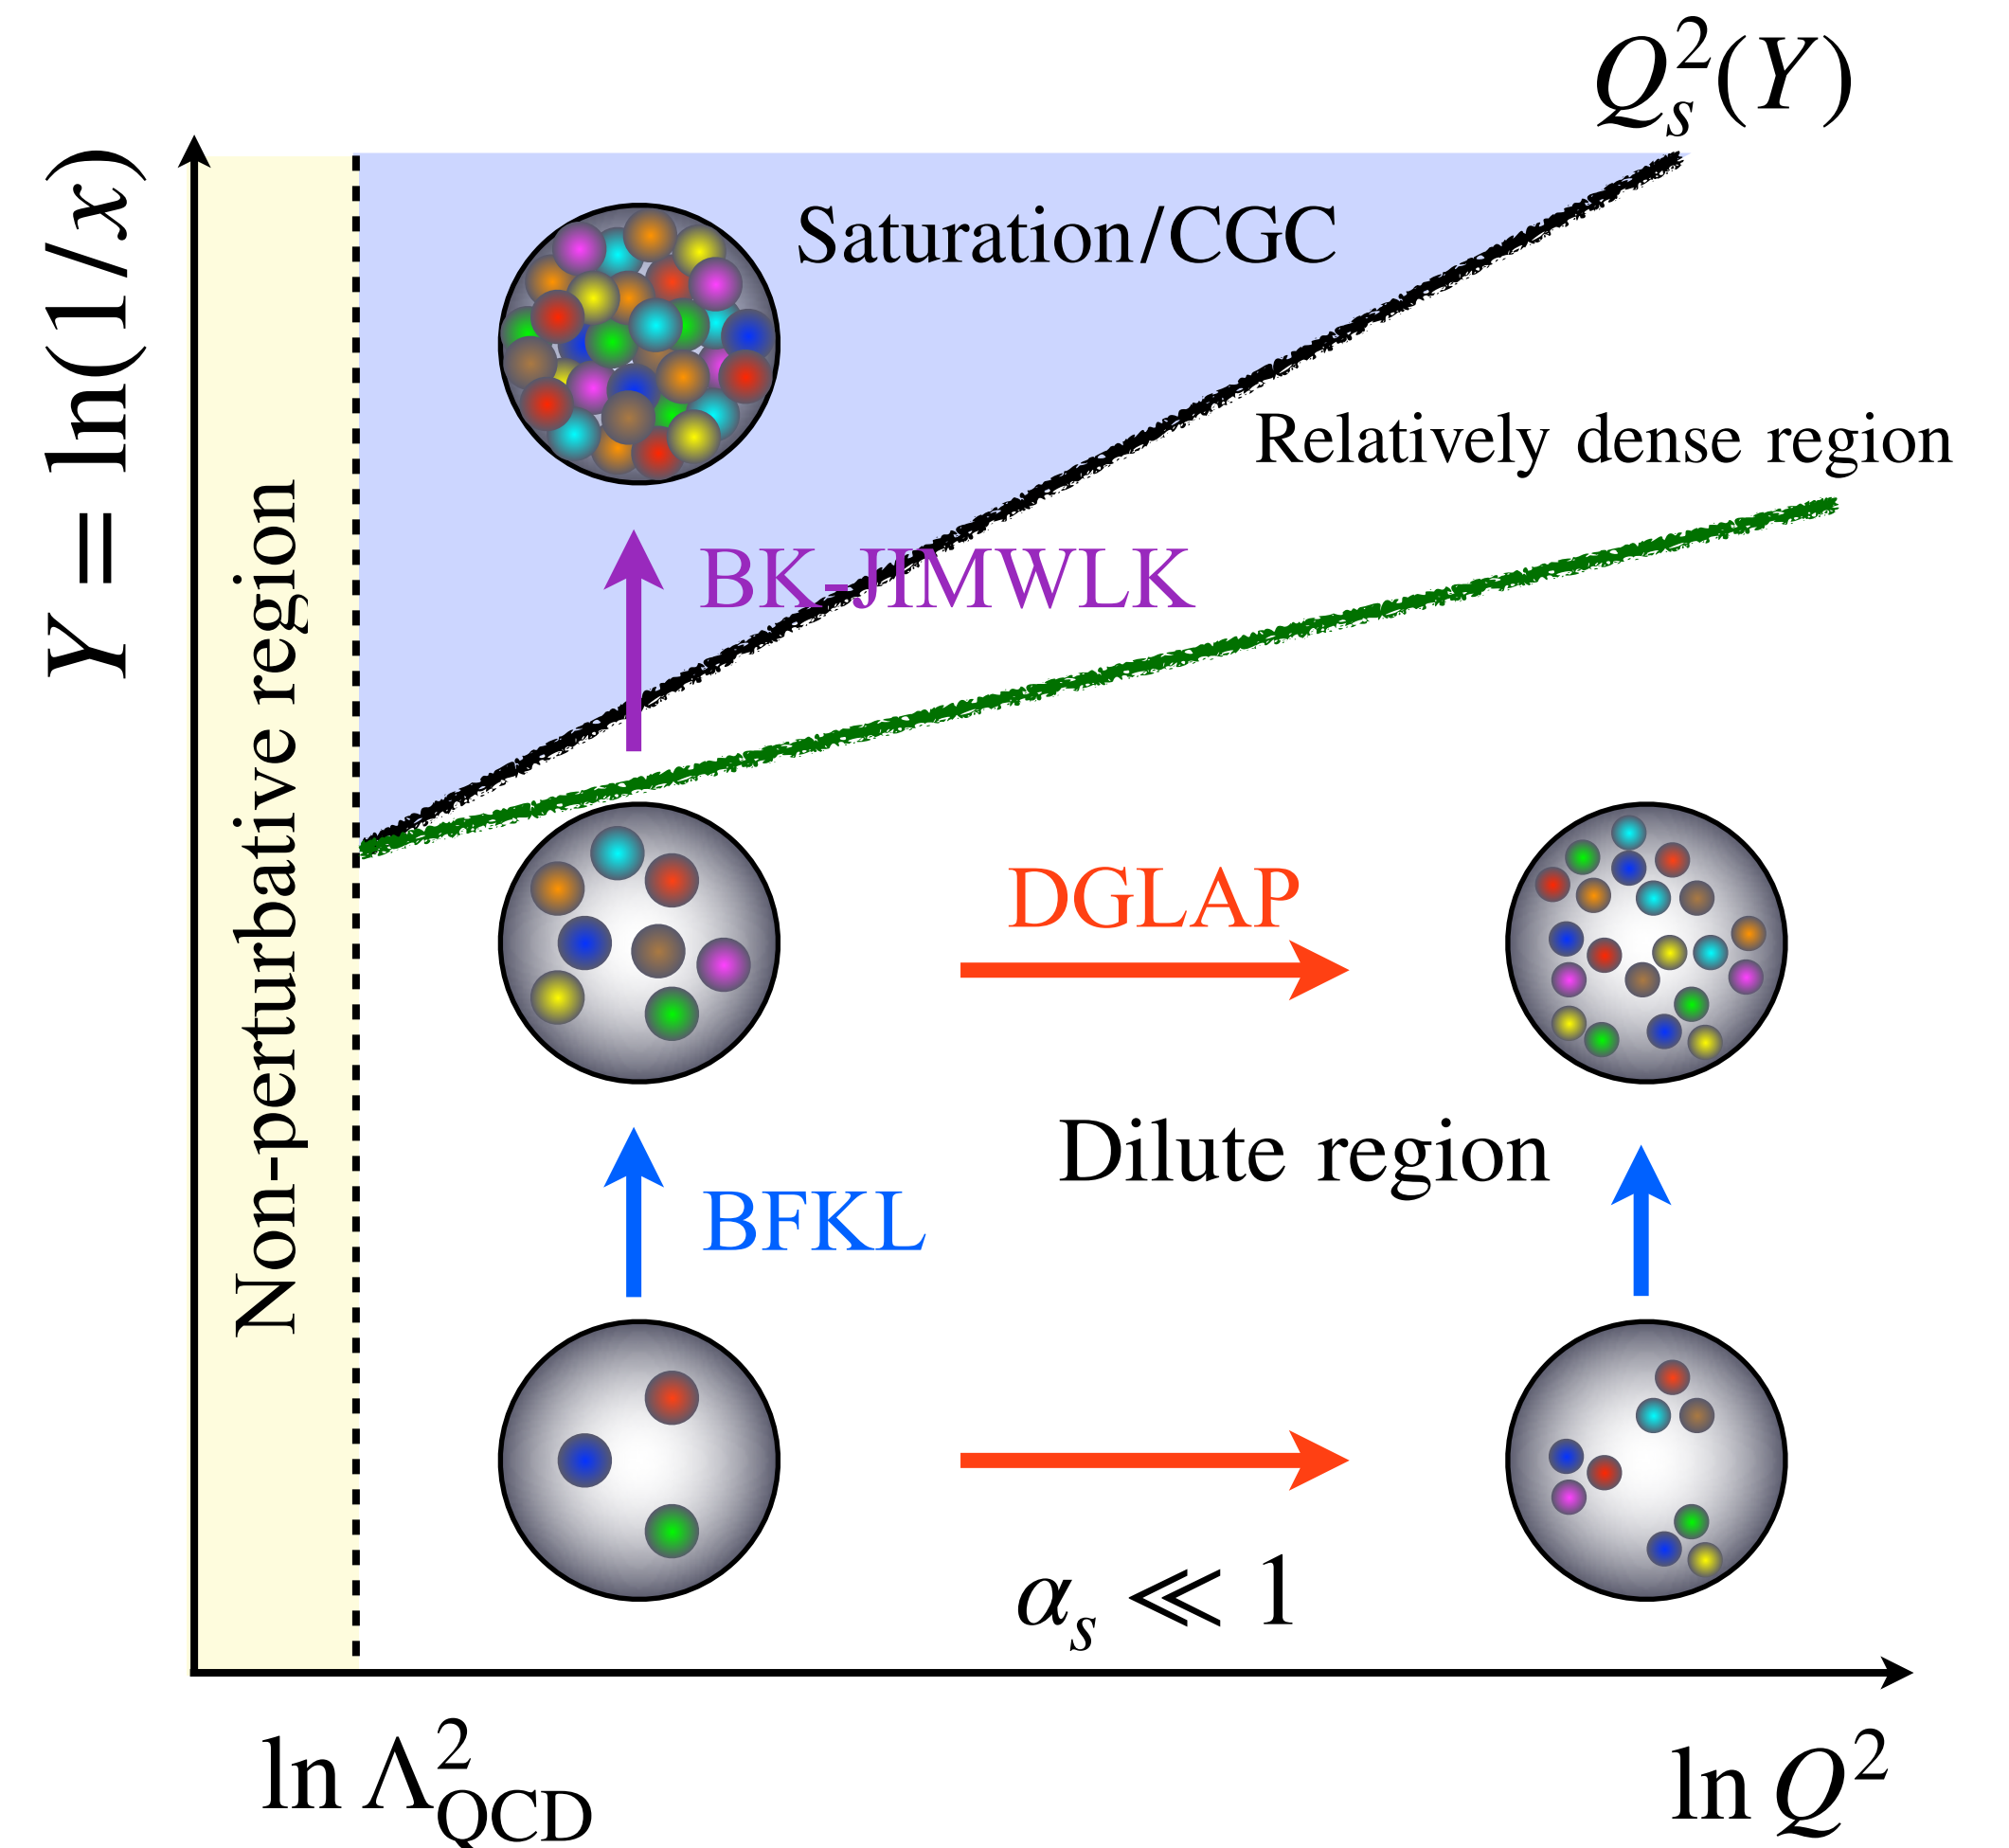 Q_s^2(Y)
Y = ln(1/x)
Saturation/CGC
Relatively dense region
BK-JIMWLK
Non-perturbative region
DGLAP
Dilute region
BFKL
α_s ≪ 1
ln Λ_QCD^2
ln Q^2